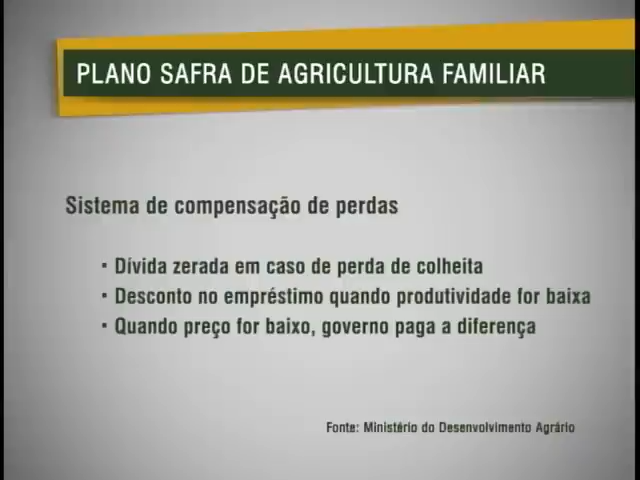 PLANO SAFRA DE AGRICULTURA FAMILIAR
Sistema de compensação de perdas
• Dívida zerada em caso de perda de colheita
• Desconto no empréstimo quando produtividade for baixa
• Quando preço for baixo, governo paga a diferença
Fonte: Ministério do Desenvolvimento Agrário